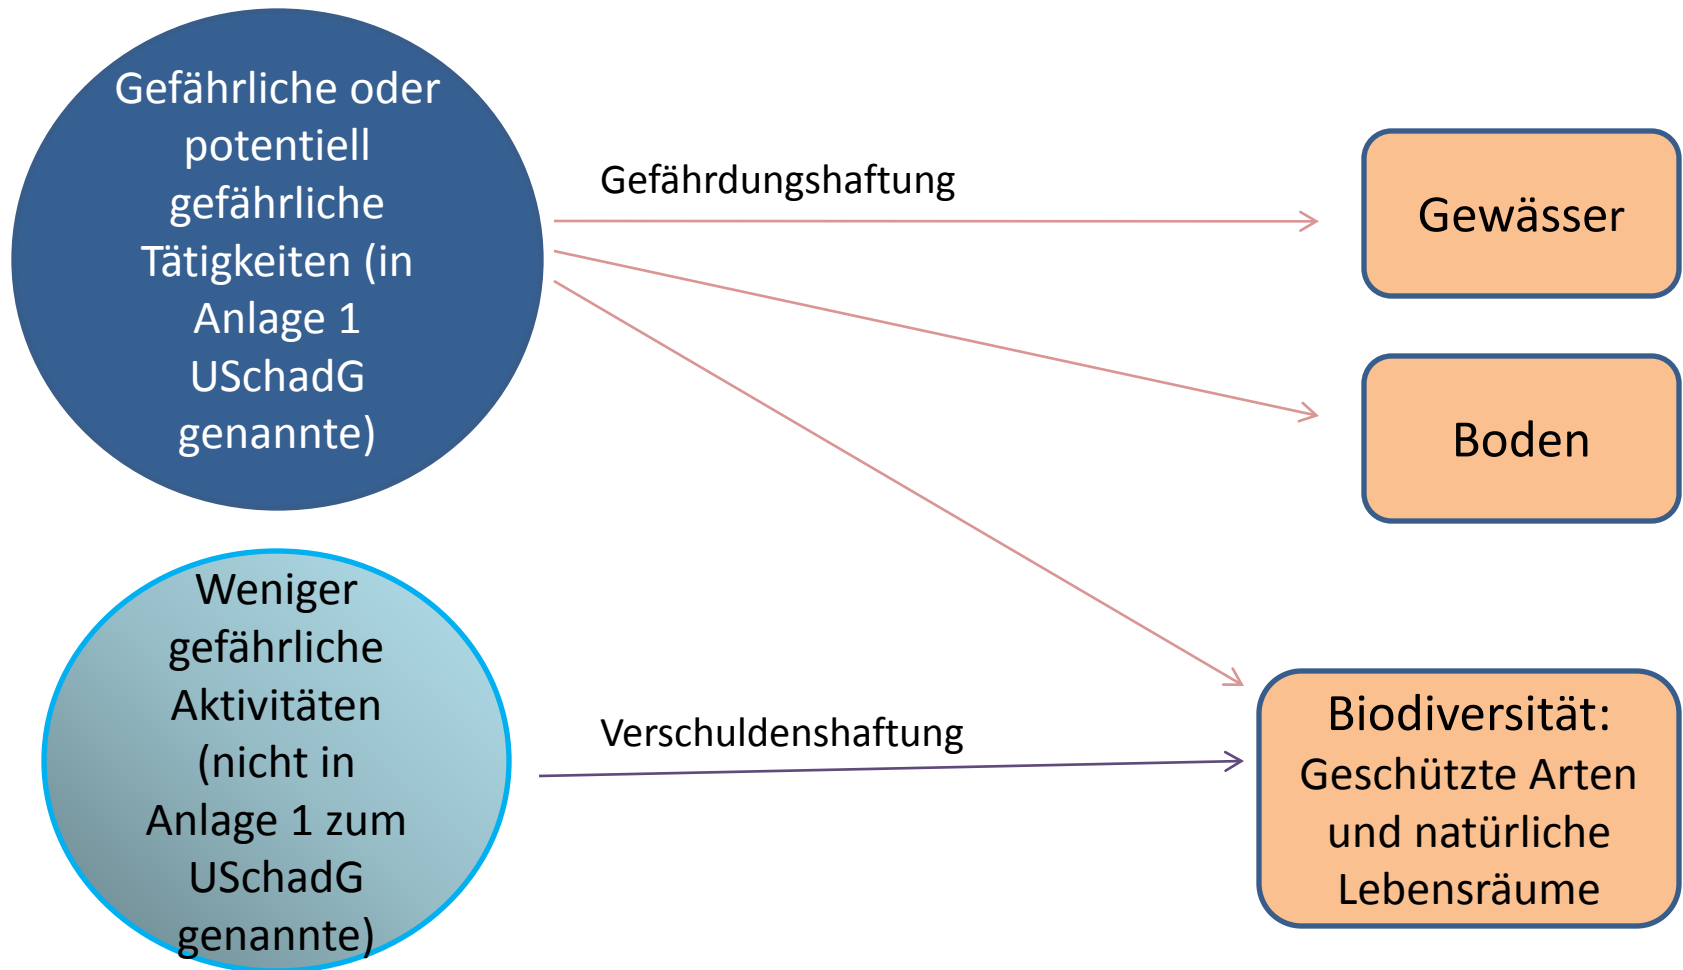 Gefährliche oder
potentiell
gefährliche
Tätigkeiten (in
Anlage 1
USchadG
genannte)
Gefährdungshaftung
Gewässer
Boden
Weniger
gefährliche
Aktivitäten
(nicht in
Anlage 1 zum
USchadG
genannte)
Verschuldenshaftung
Biodiversität:
Geschützte Arten
und natürliche
Lebensräume